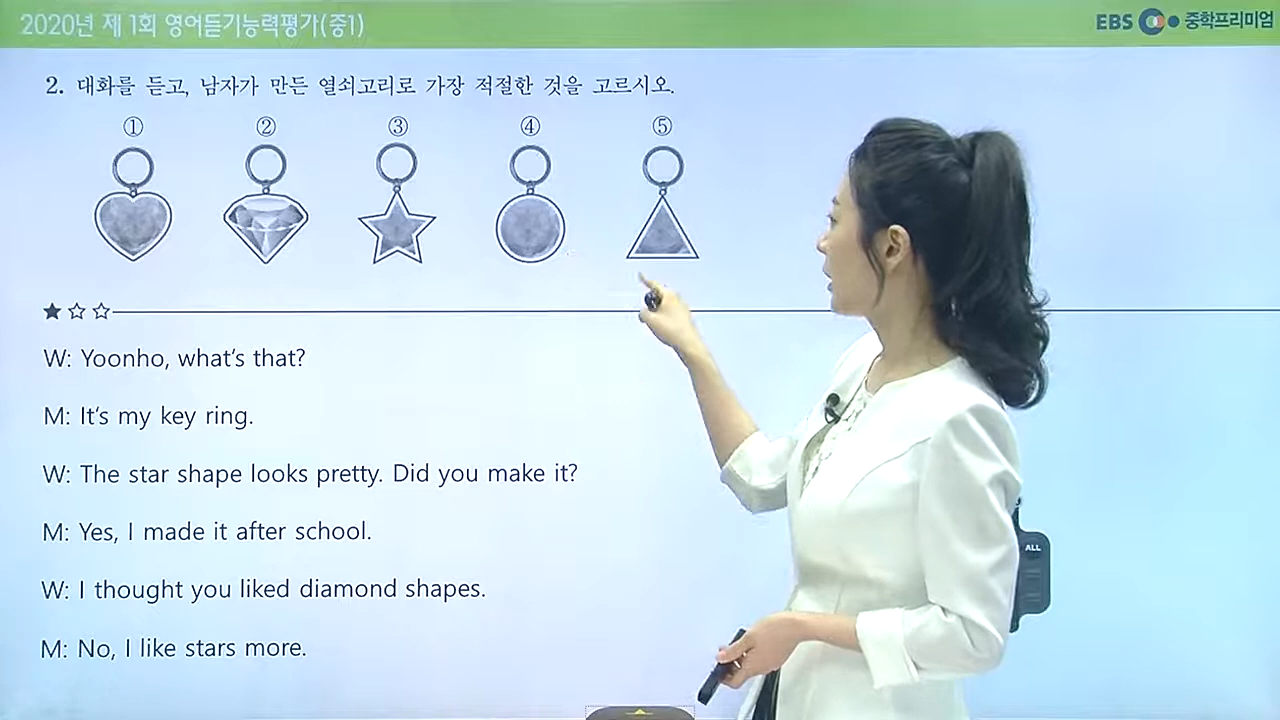 2020년 제 1회 영어듣기능력평가(중1)
EBS 중학프리미엄
2. 대화를 듣고, 남자가 만든 열쇠고리로 가장 적절한 것을 고르시오.
① ② ③ ④ ⑤
W: Yoonho, what's that?
M: It's my key ring.
W: The star shape looks pretty. Did you make it?
M: Yes, I made it after school.
W: I thought you liked diamond shapes.
M: No, I like stars more.
ALL